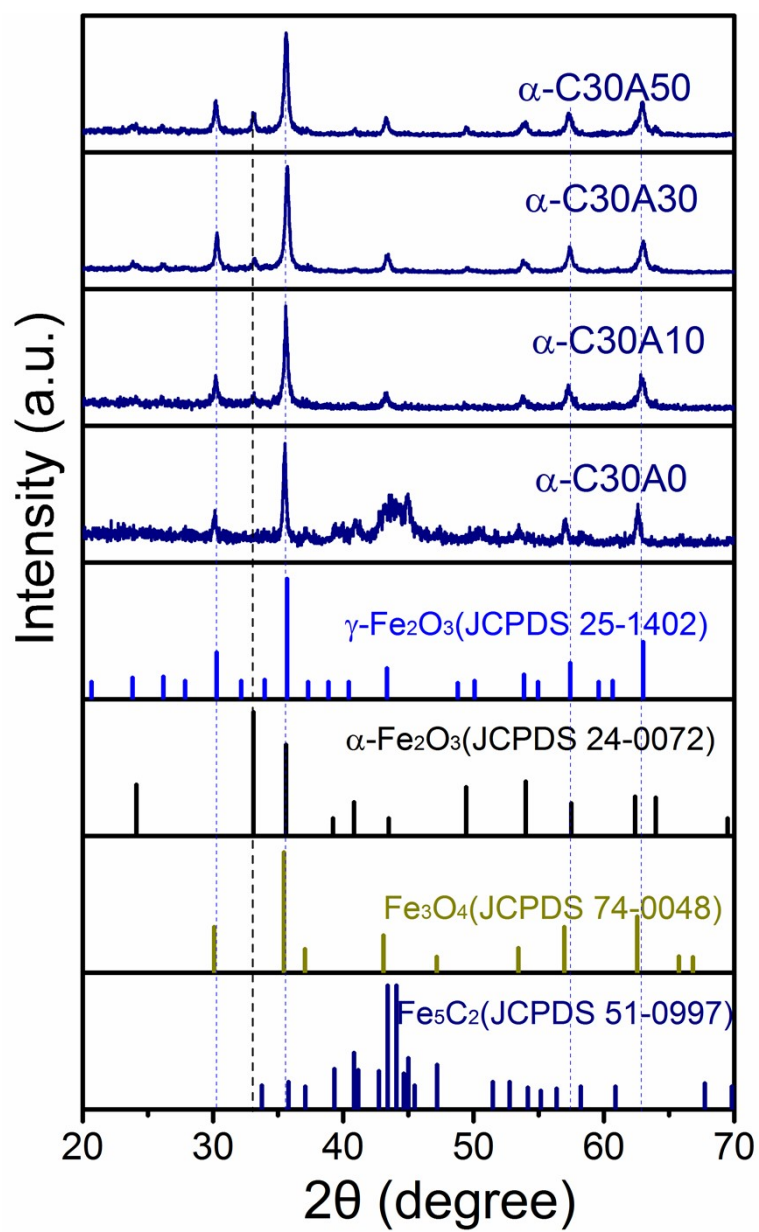 α-C30A50
α-C30A30
α-C30A10
α-C30A0
γ-Fe₂O₃(JCPDS 25-1402)
α-Fe₂O₃(JCPDS 24-0072)
Fe₃O₄(JCPDS 74-0048)
Fe₅C₂(JCPDS 51-0997)
Intensity (a.u.)
20 30 40 50 60 70
2θ (degree)